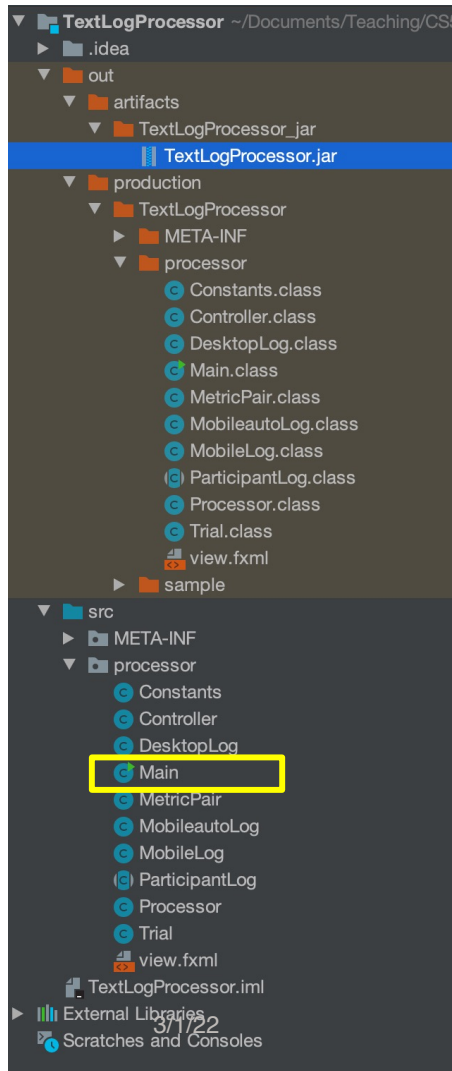 TextLogProcessor ~/Documents/Teaching/CS5
.idea
out
artifacts
TextLogProcessor_jar
TextLogProcessor.jar
production
TextLogProcessor
META-INF
processor
Constants.class
Controller.class
DesktopLog.class
Main.class
MetricPair.class
MobileautoLog.class
MobileLog.class
ParticipantLog.class
Processor.class
Trial.class
view.fxml
sample
src
META-INF
processor
Constants
Controller
DesktopLog
Main
MetricPair
MobileautoLog
MobileLog
ParticipantLog
Processor
Trial
view.fxml
TextLogProcessor.iml
External Libraries
3/1/22
Scratches and Consoles